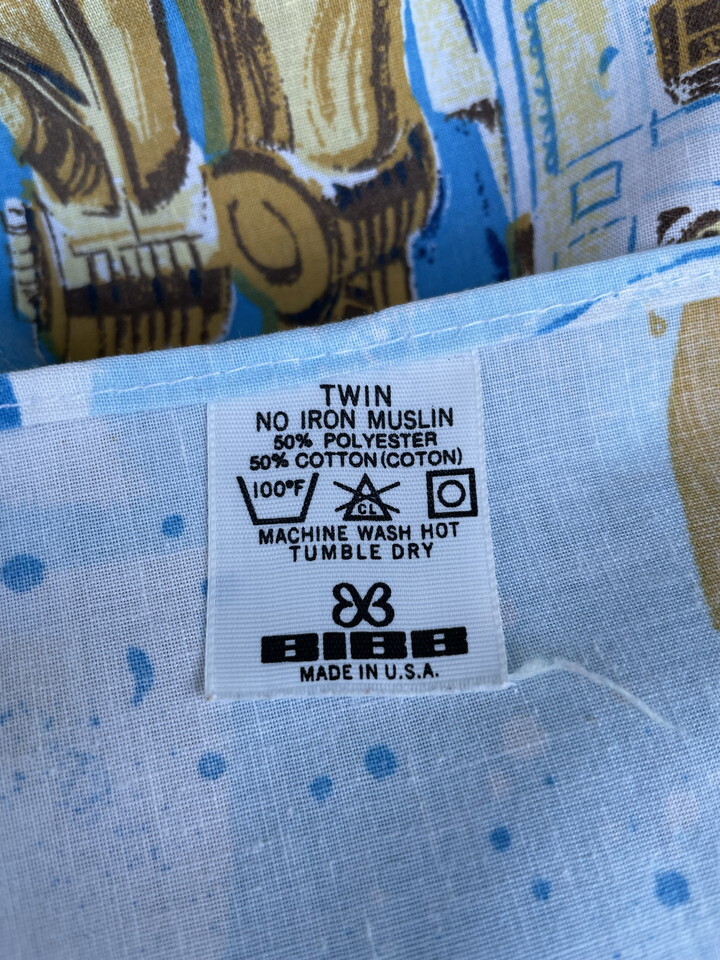 TWIN
NO IRON MUSLIN
50% POLYESTER
50% COTTON (COTON)
100°F CL
MACHINE WASH HOT
TUMBLE DRY
BIBB
MADE IN U.S.A.